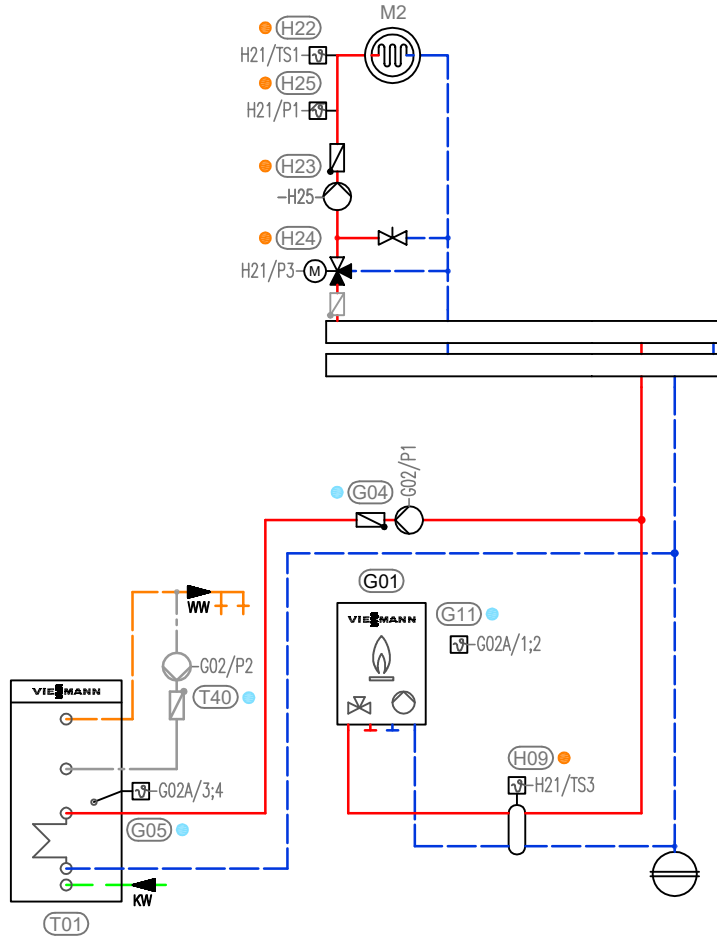 M2
H22
H21/TS1
H25
H21/P1
H23
H25
H24
H21/P3
M
G04
G02/P1
G01
WW
VIESMANN
G11
G02A/1;2
G02/P2
T40
VIESMANN
H09
H21/TS3
G02A/3;4
G05
KW
T01